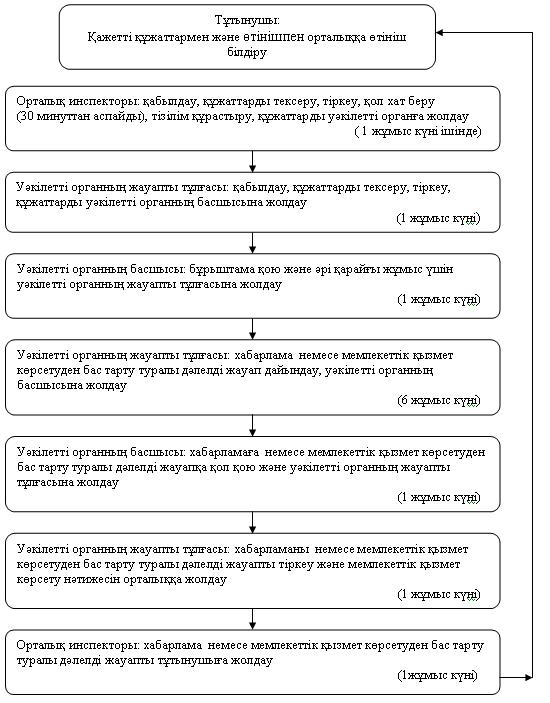 Тұтынушы:
Қажетті құжаттармен және өтінішпен орталыққа өтініш
білдіру
Орталық инспекторы: қабылдау, құжаттарды тексеру, тіркеу, қол хат беру
(30 минуттан аспайды), тізілім құрастыру, құжаттарды уәкілетті органға жолдау
( 1 жұмыс күні ішінде)
Уәкілетті органның жауапты тұлғасы: қабылдау, құжаттарды тексеру, тіркеу,
құжаттарды уәкілетті органның басшысына жолдау
(1 жұмыс күні)
Уәкілетті органның басшысы: бұрыштама қою және әрі қарайғы жұмыс үшін
уәкілетті органның жауапты тұлғасына жолдау
(1 жұмыс күні)
Уәкілетті органның жауапты тұлғасы: хабарлама немесе мемлекеттік қызмет
көрсетуден бас тарту туралы дәлелді жауап дайындау, уәкілетті органның
басшысына жолдау
(6 жұмыс күні)
Уәкілетті органның басшысы: хабарламаға немесе мемлекеттік қызмет көрсетуден
бас тарту туралы дәлелді жауапқа қол қою және уәкілетті органның жауапты
тұлғасына жолдау
(1 жұмыс күні)
Уәкілетті органның жауапты тұлғасы: хабарламаны немесе мемлекеттік қызмет
көрсетуден бас тарту туралы дәлелді жауапты тіркеу және мемлекеттік қызмет
көрсету нәтижесін орталыққа жолдау
(1 жұмыс күні)
Орталық инспекторы: хабарлама немесе мемлекеттік қызмет көрсетуден бас тарту
туралы дәлелді жауапты тұтынушыға жолдау
(1жұмыс күні)